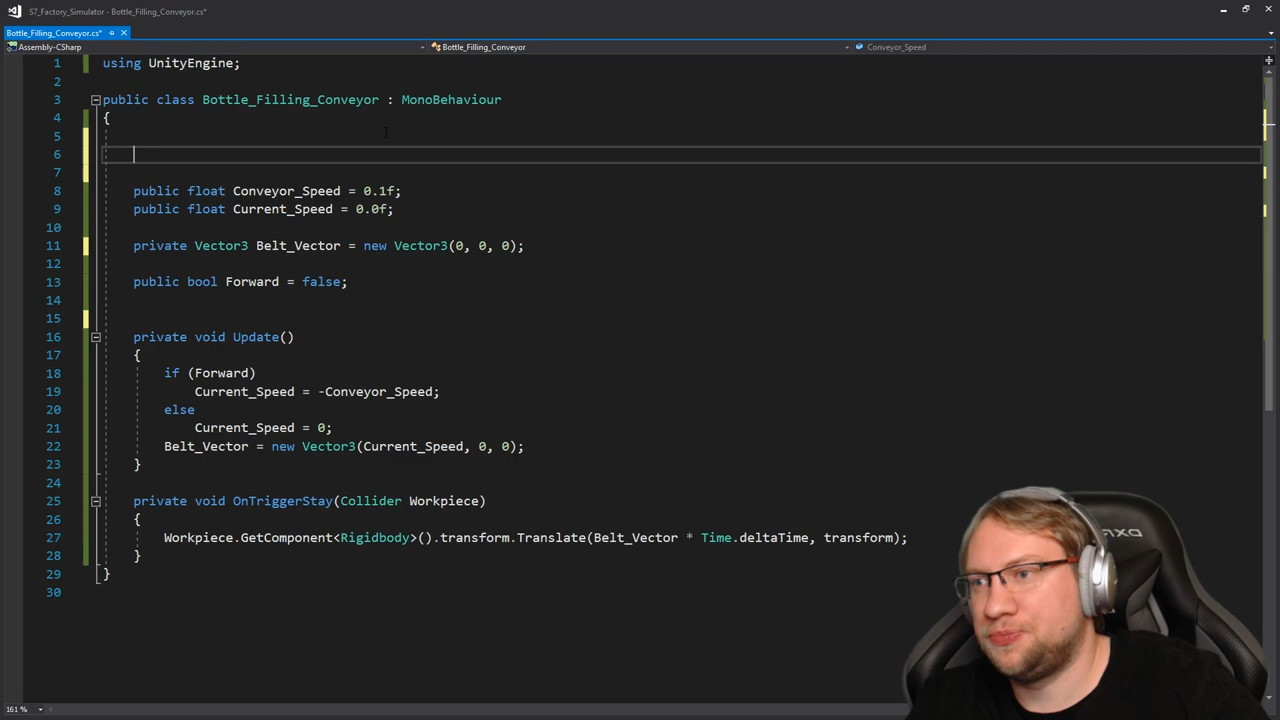 S7_Factory_Simulator - Bottle_Filling_Conveyor.cs*
Bottle_Filling_Conveyor.cs*
Assembly-CSharp
Bottle_Filling_Conveyor
Conveyor_Speed
1 using UnityEngine;
2
3 public class Bottle_Filling_Conveyor : MonoBehaviour
4 {
5
6
7
8 public float Conveyor_Speed = 0.1f;
9 public float Current_Speed = 0.0f;
10
11 private Vector3 Belt_Vector = new Vector3(0, 0, 0);
12
13 public bool Forward = false;
14
15
16 private void Update()
17 {
18 if (Forward)
19 Current_Speed = -Conveyor_Speed;
20 else
21 Current_Speed = 0;
22 Belt_Vector = new Vector3(Current_Speed, 0, 0);
23 }
24
25 private void OnTriggerStay(Collider Workpiece)
26 {
27 Workpiece.GetComponent<Rigidbody>().transform.Translate(Belt_Vector * Time.deltaTime, transform);
28 }
29 }
30
DXRACER
161 %